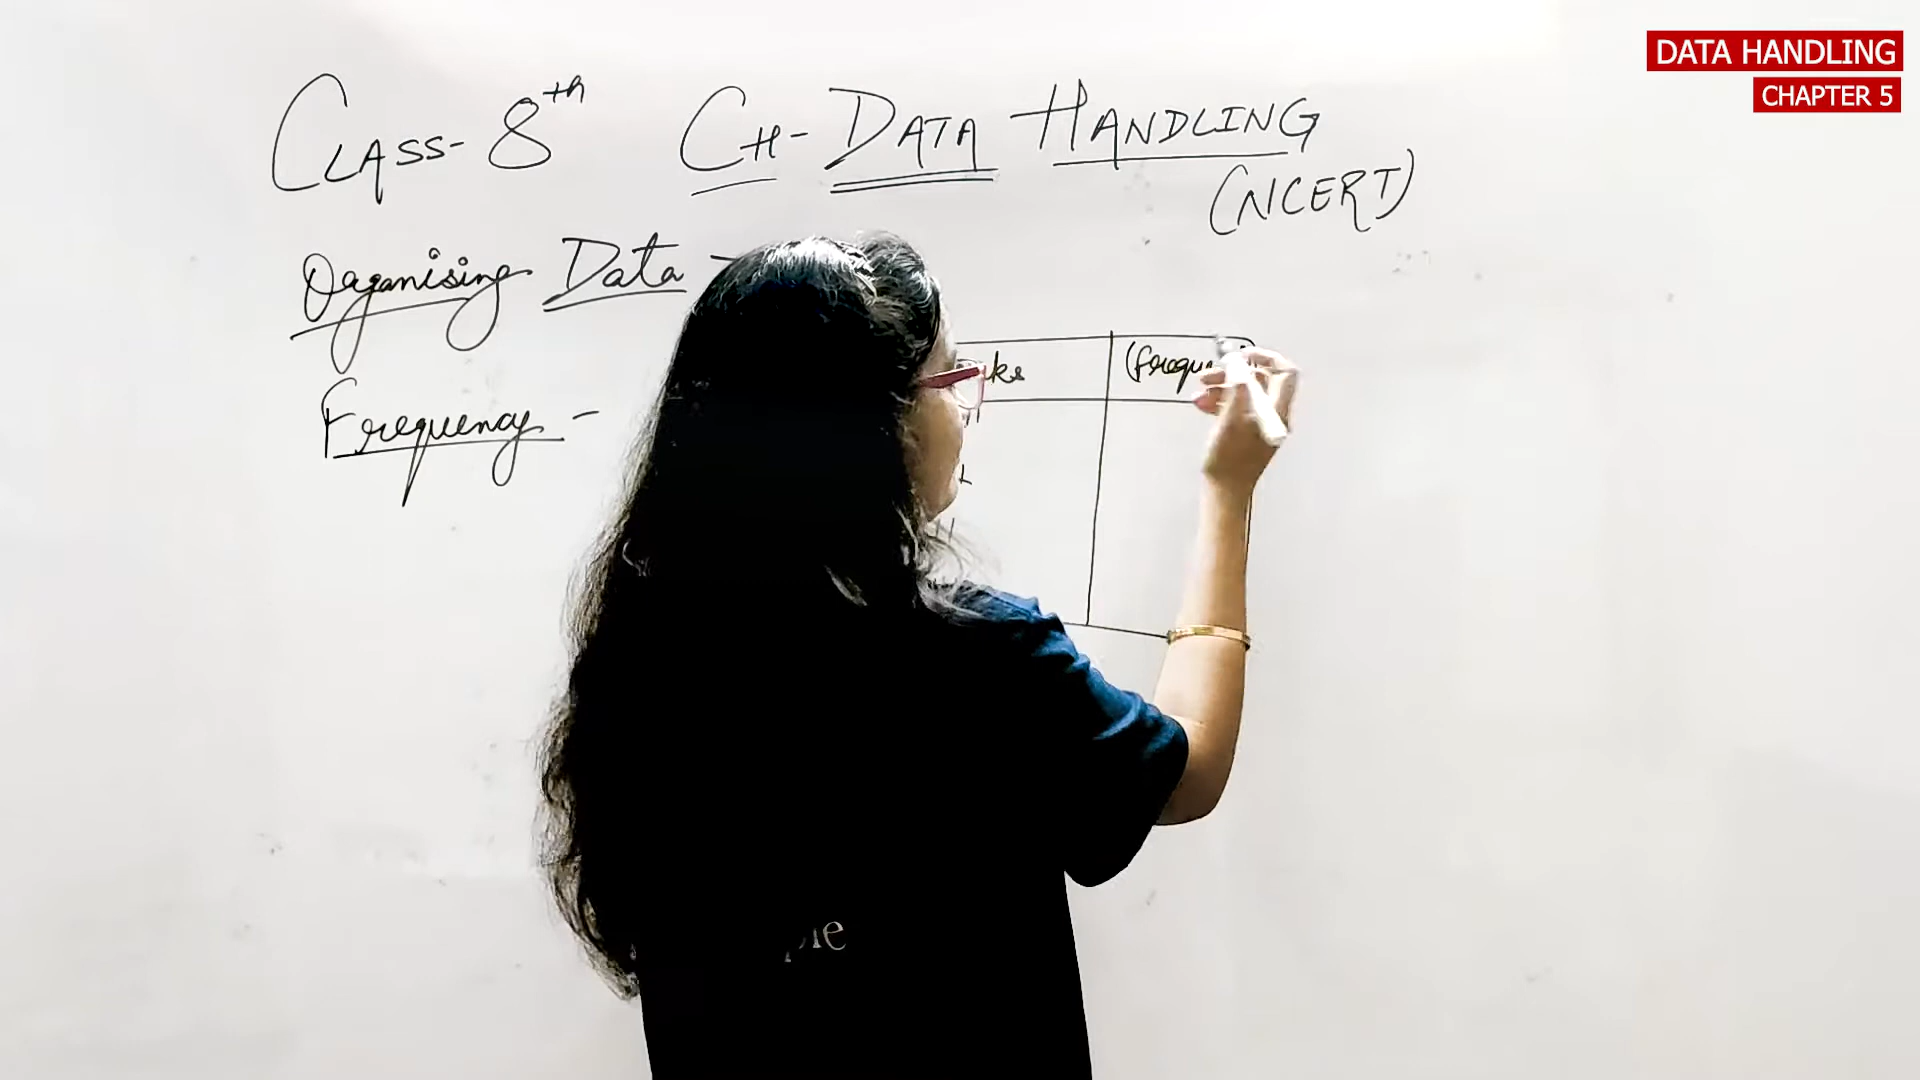 DATA HANDLING
CHAPTER 5
CLASS-8th CH-DATA HANDLING
(NCERT)
Organising Data -
Frequency -